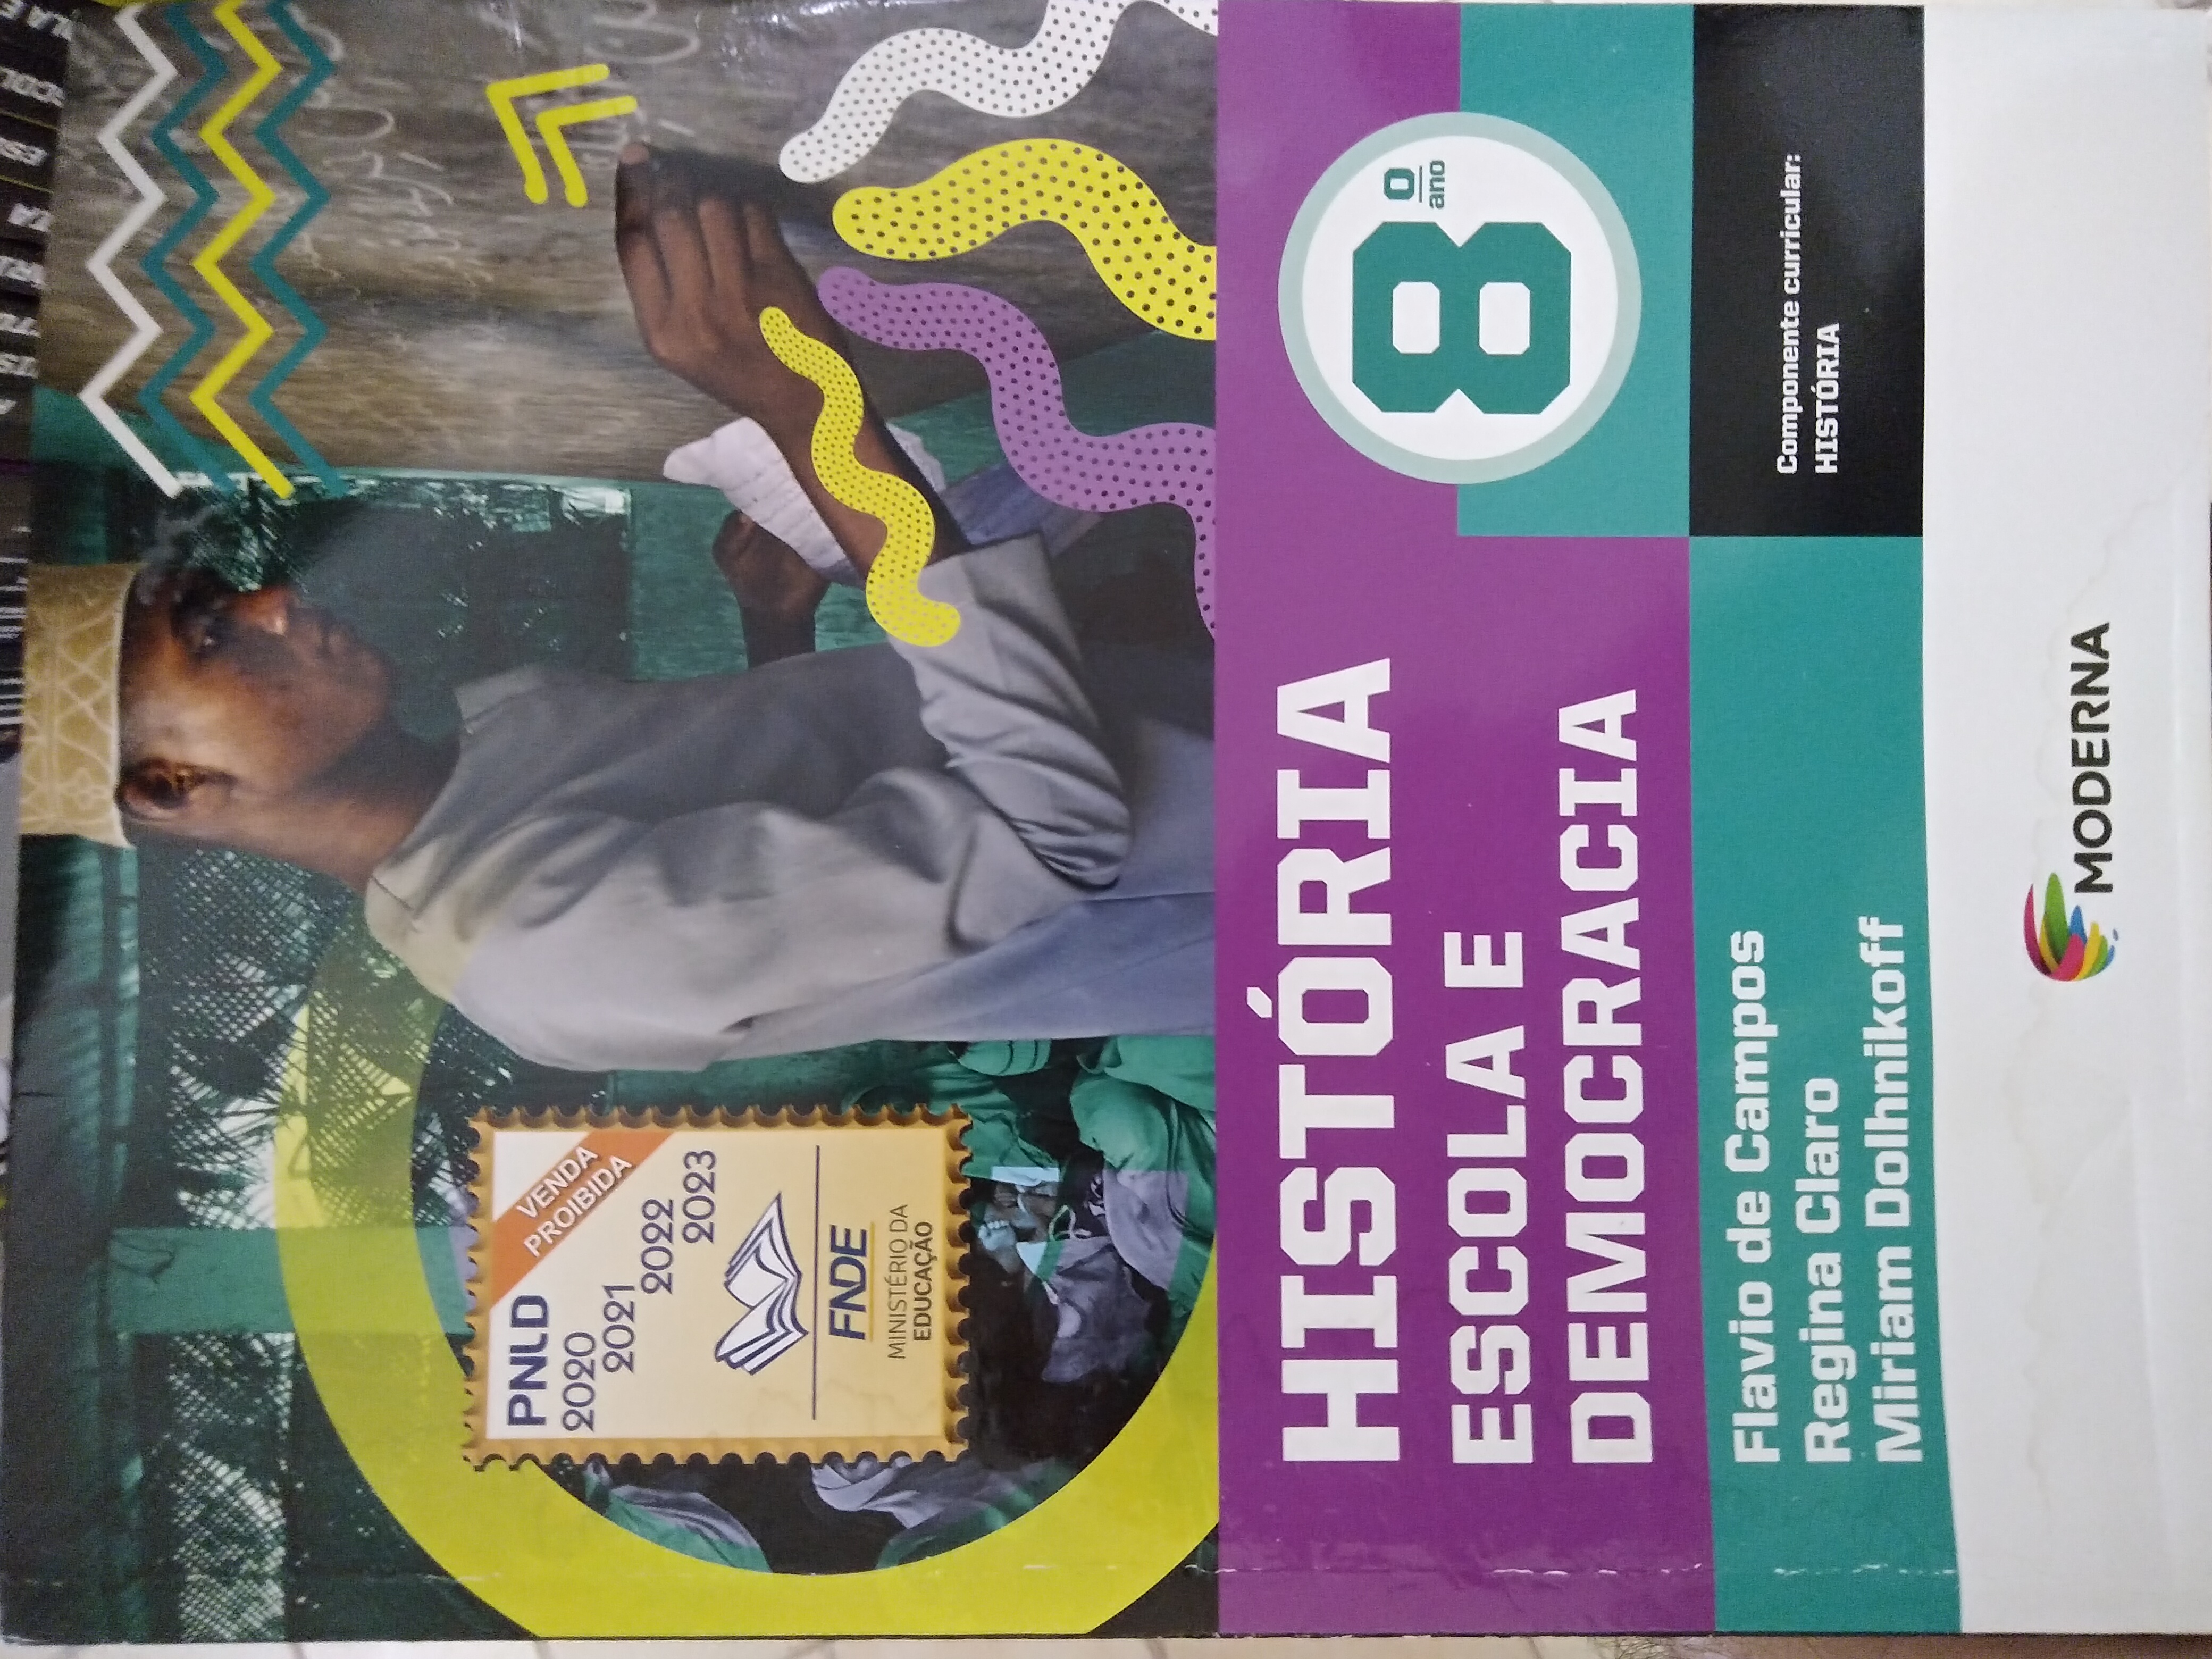 PNLD
VENDA
PROIBIDA
2020
2021
2022
2023
FNDE
MINISTÉRIO DA
EDUCAÇÃO
HISTÓRIA
ESCOLA E
DEMOCRACIA
8º
ano
Flavio de Campos
Regina Claro
Miriam Dolhnikoff
Componente curricular:
HISTÓRIA
MODERNA